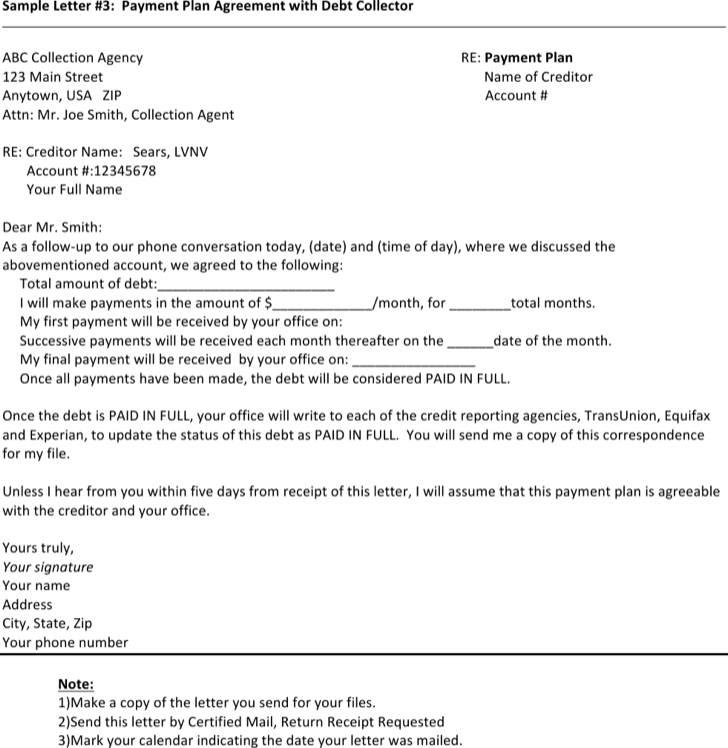 Sample Letter #3:  Payment Plan Agreement with Debt Collector
ABC Collection Agency
RE: Payment Plan
123 Main Street
Name of Creditor
Anytown, USA  ZIP
Account #
Attn: Mr. Joe Smith, Collection Agent
RE: Creditor Name:  Sears, LVNV
Account #:12345678
Your Full Name
Dear Mr. Smith:
As a follow-up to our phone conversation today, (date) and (time of day), where we discussed the
abovementioned account, we agreed to the following:
Total amount of debt:_______________________
I will make payments in the amount of $_____________/month, for ________total months.
My first payment will be received by your office on:
Successive payments will be received each month thereafter on the ______date of the month.
My final payment will be received  by your office on: ________________
Once all payments have been made, the debt will be considered PAID IN FULL.
Once the debt is PAID IN FULL, your office will write to each of the credit reporting agencies, TransUnion, Equifax
and Experian, to update the status of this debt as PAID IN FULL.  You will send me a copy of this correspondence
for my file.
Unless I hear from you within five days from receipt of this letter, I will assume that this payment plan is agreeable
with the creditor and your office.
Yours truly,
Your signature
Your name
Address
City, State, Zip
Your phone number
Note:
1)Make a copy of the letter you send for your files.
2)Send this letter by Certified Mail, Return Receipt Requested
3)Mark your calendar indicating the date your letter was mailed.